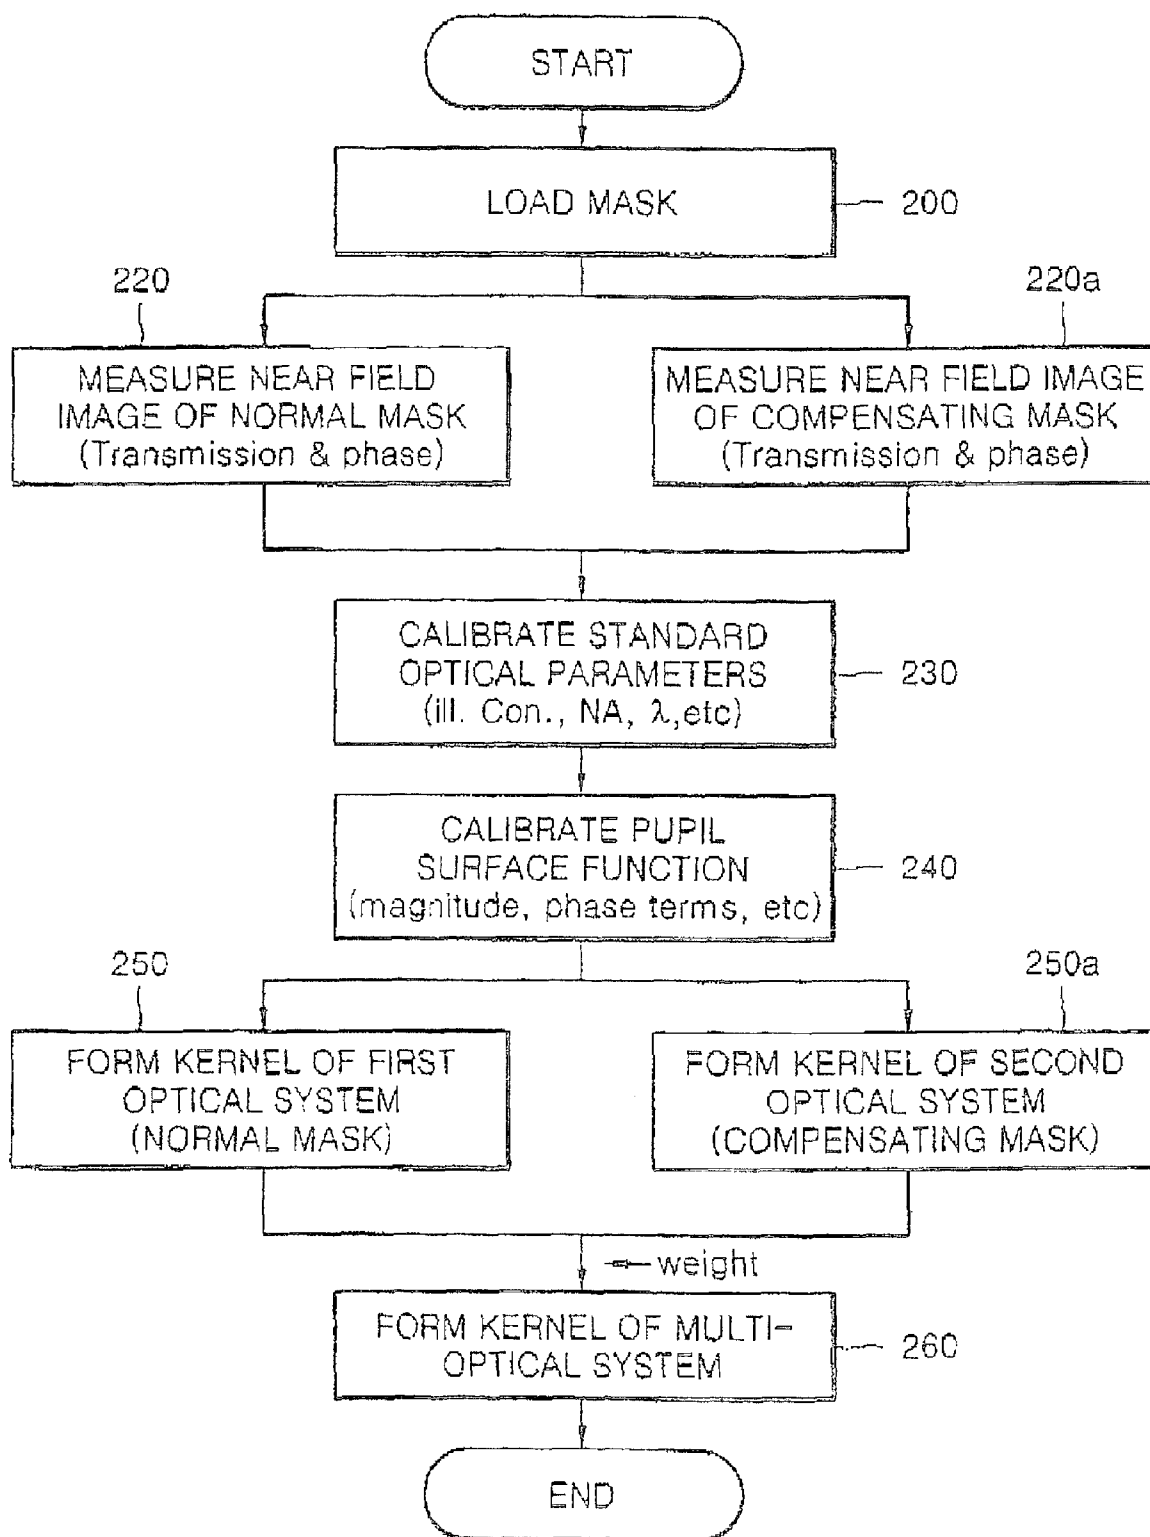 START
LOAD MASK
200
220
220a
MEASURE NEAR FIELD
IMAGE OF NORMAL MASK
(Transmission & phase)
MEASURE NEAR FIELD IMAGE
OF COMPENSATING MASK
(Transmission & phase)
CALIBRATE STANDARD
OPTICAL PARAMETERS
(ill. Con., NA, λ,etc)
230
CALIBRATE PUPIL
SURFACE FUNCTION
(magnitude, phase terms, etc)
240
250
250a
FORM KERNEL OF FIRST
OPTICAL SYSTEM
(NORMAL MASK)
FORM KERNEL OF SECOND
OPTICAL SYSTEM
(COMPENSATING MASK)
weight
FORM KERNEL OF MULTI-
OPTICAL SYSTEM
260
END